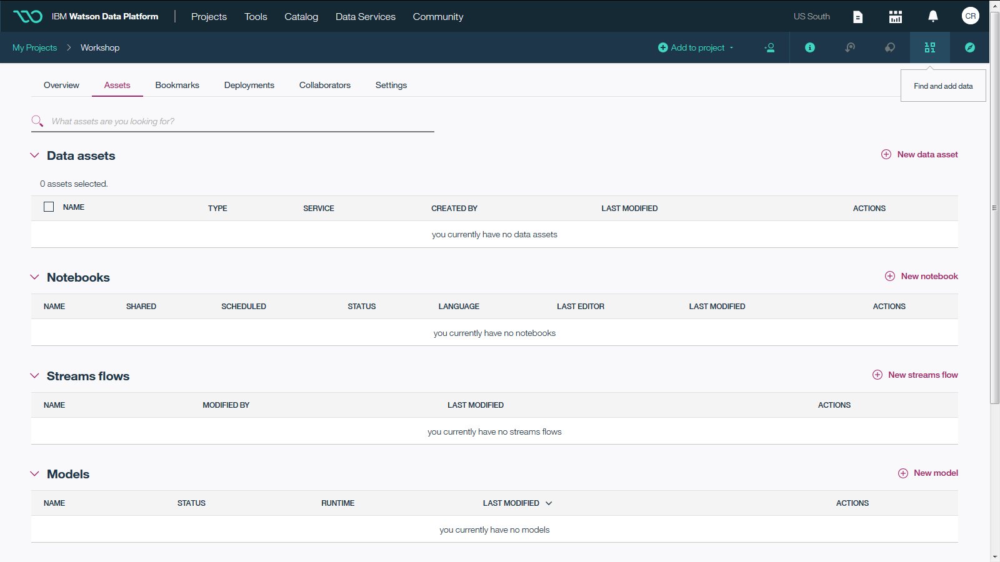 IBM Watson Data Platform Projects Tools Catalog Data Services Community US South CR
My Projects Workshop Add to project
Overview Assets Bookmarks Deployments Collaborators Settings
Find and add data
What assets are you looking for?
Data assets New data asset
0 assets selected.
NAME TYPE SERVICE CREATED BY LAST MODIFIED ACTIONS
you currently have no data assets
Notebooks New notebook
NAME SHARED SCHEDULED STATUS LANGUAGE LAST EDITOR LAST MODIFIED ACTIONS
you currently have no notebooks
Streams flows New streams flow
NAME MODIFIED BY LAST MODIFIED ACTIONS
you currently have no streams flows
Models New model
NAME STATUS RUNTIME LAST MODIFIED ACTIONS
you currently have no models